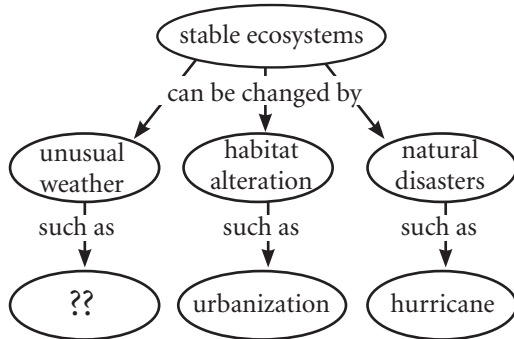 stable ecosystems
can be changed by
unusual
weather
habitat
alteration
natural
disasters
such as
such as
such as
??
urbanization
hurricane